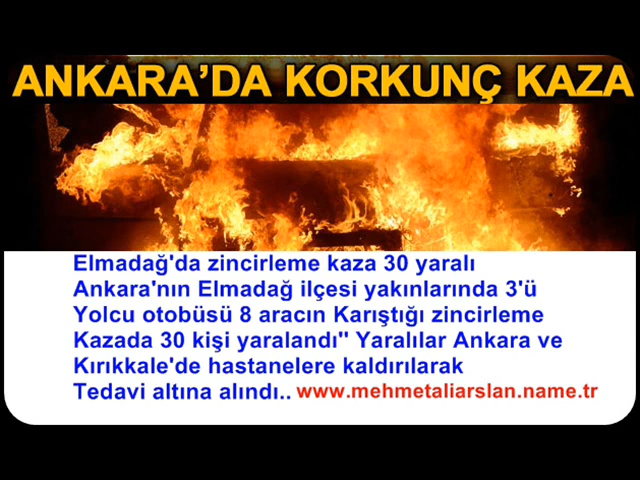 ANKARA’DA KORKUNÇ KAZA
Elmadağ'da zincirleme kaza 30 yaralı
Ankara'nın Elmadağ ilçesi yakınlarında 3'ü
Yolcu otobüsü 8 aracın Karıştığı zincirleme
Kazada 30 kişi yaralandı'' Yaralılar Ankara ve
Kırıkkale'de hastanelere kaldırılarak
Tedavi altına alındı.. www.mehmetaliarslan.name.tr